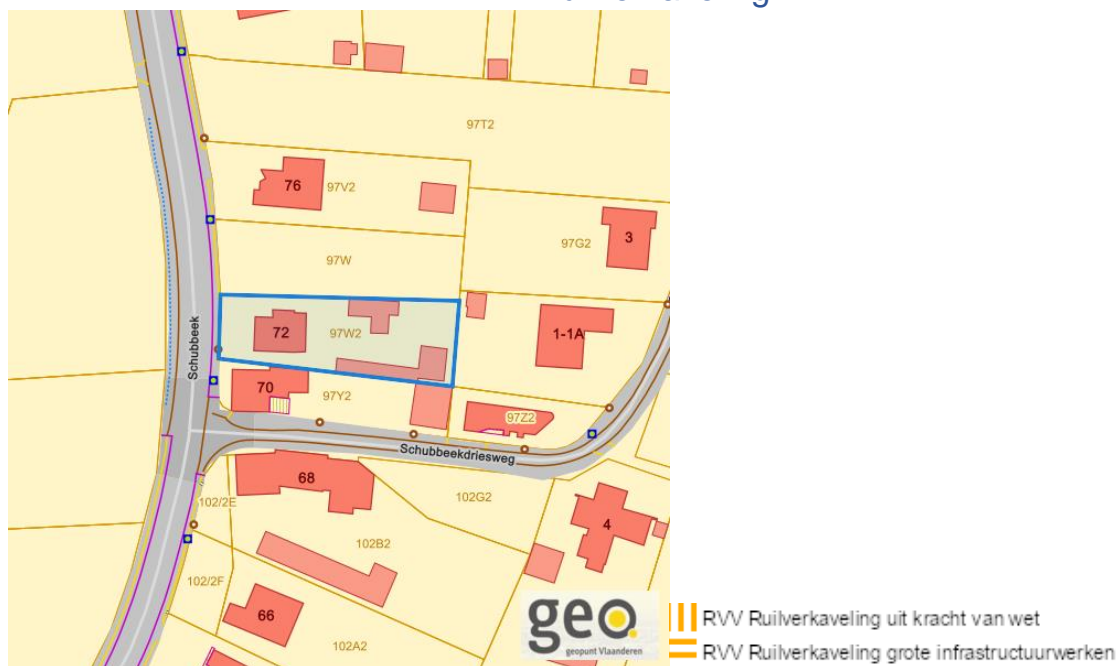 97T2
76
97V2
3
97G2
97W
Schubbeek
72
97W2
1-1A
70
97Y2
97Z2
Schubbeekdriesweg
68
102G2
102/2E
4
102B2
102/2F
66
102A2
geo
geopunt Vlaanderen
RVV Ruilverkaveling uit kracht van wet
RVV Ruilverkaveling grote infrastructuurwerken